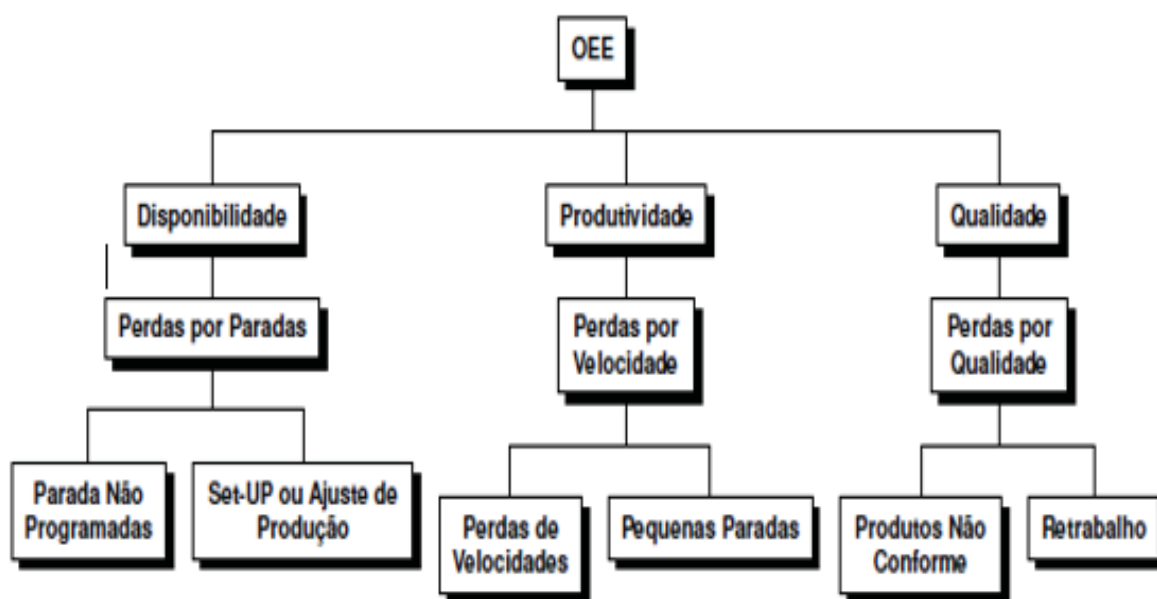 OEE
Disponibilidade
Produtividade
Qualidade
Perdas por Paradas
Perdas por
Velocidade
Perdas por
Qualidade
Parada Não
Programadas
Set-UP ou Ajuste de
Produção
Perdas de
Velocidades
Pequenas Paradas
Produtos Não
Conforme
Retrabalho